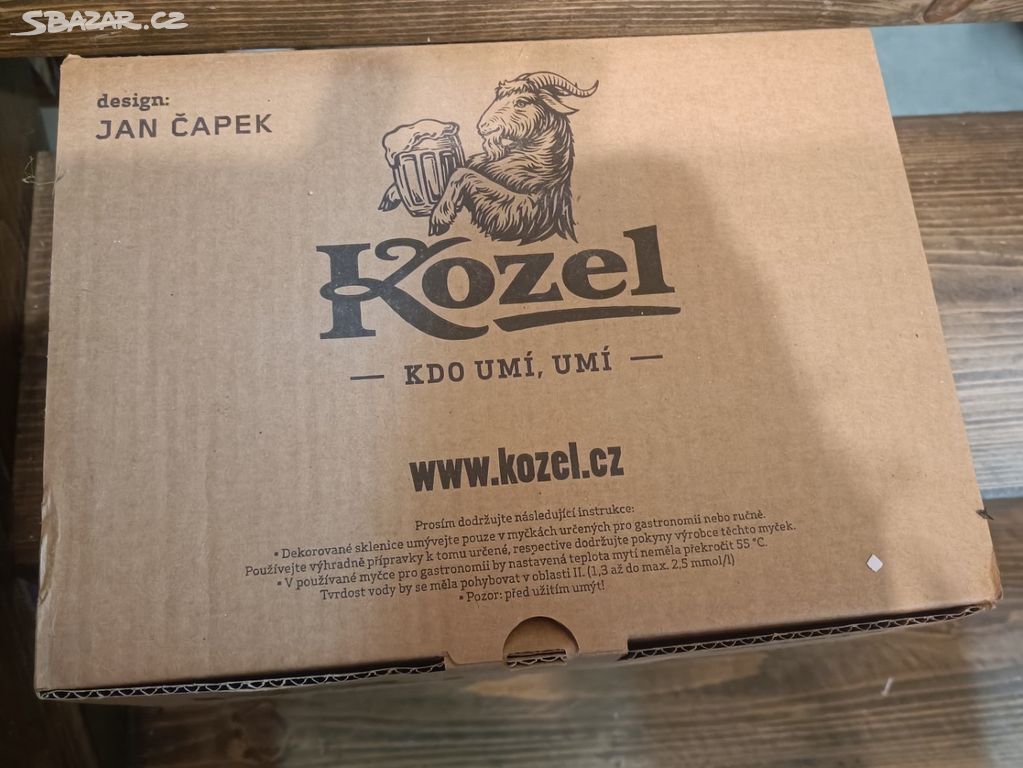 SBAZAR.CZ
design:
JAN ČAPEK
Kozel
— KDO UMÍ, UMÍ —
www.kozel.cz
Prosím dodržujte následující instrukce:
▪ Dekorované sklenice umývejte pouze v myčkách určených pro gastronomii nebo ručně.
Používejte výhradně přípravky k tomu určené, respective dodržujte pokyny výrobce těchto myček.
▪ V používané myčce pro gastronomii by nastavená teplota mytí neměla překročit 55 °C.
Tvrdost vody by se měla pohybovat v oblasti II. (1,3 až do max. 2,5 mmol/l)
▪ Pozor: před užitím umýt!